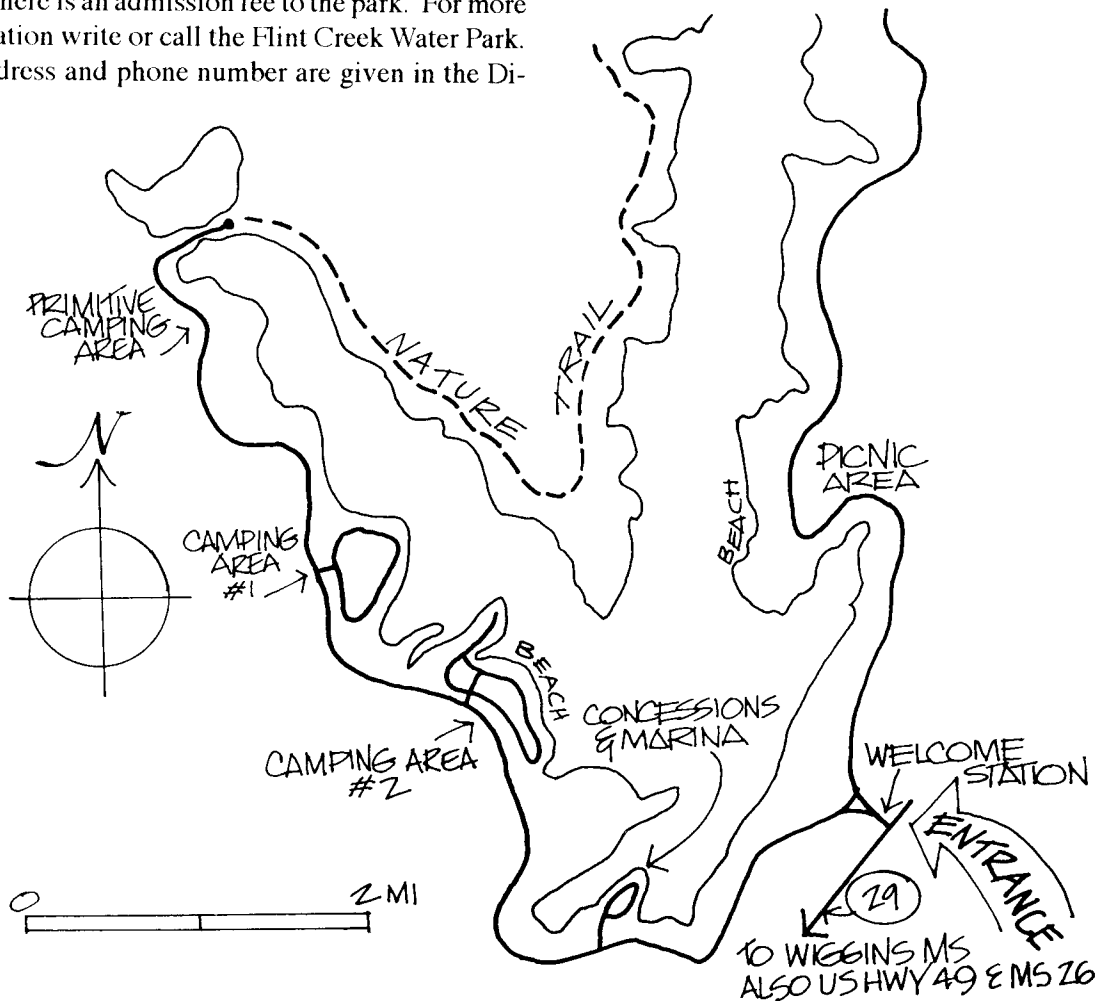 here is an admission fee to the park. For more
ation write or call the Flint Creek Water Park.
dress and phone number are given in the Di-
PRIMITIVE
CAMPING
AREA
NATURE TRAIL
N
PICNIC
AREA
BEACH
CAMPING
AREA
#1
BEACH
CONCESSIONS
& MARINA
CAMPING AREA
#2
WELCOME
STATION
ENTRANCE
0 2 MI
29
TO WIGGINS MS
ALSO US HWY 49 & MS 26